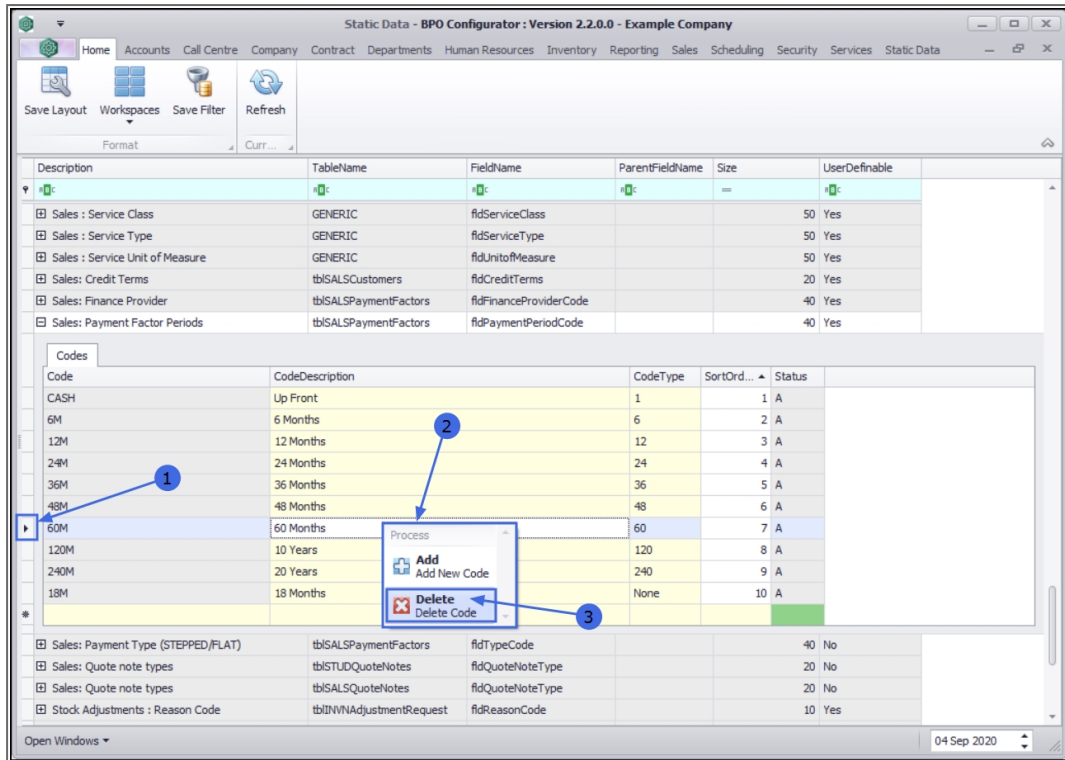 Static Data - BPO Configurator : Version 2.2.0.0 - Example Company
Home Accounts Call Centre Company Contract Departments Human Resources Inventory Reporting Sales Scheduling Security Services Static Data
Save Layout Workspaces Save Filter Refresh
Format Curr...
Description TableName FieldName ParentFieldName Size UserDefinable
Sales : Service Class GENERIC fldServiceClass 50 Yes
Sales : Service Type GENERIC fldServiceType 50 Yes
Sales : Service Unit of Measure GENERIC fldUnitofMeasure 50 Yes
Sales: Credit Terms tblSALSCustomers fldCreditTerms 20 Yes
Sales: Finance Provider tblSALSPaymentFactors fldFinanceProviderCode 40 Yes
Sales: Payment Factor Periods tblSALSPaymentFactors fldPaymentPeriodCode 40 Yes
Codes
Code CodeDescription CodeType SortOrd... Status
CASH Up Front 1 1 A
6M 6 Months 6 2 A
12M 12 Months 12 3 A
24M 24 Months 24 4 A
36M 36 Months 36 5 A
48M 48 Months 48 6 A
60M 60 Months 60 7 A
120M 10 Years 120 8 A
240M 20 Years 240 9 A
18M 18 Months None 10 A
1
2
Process
Add
Add New Code
Delete
Delete Code
3
Sales: Payment Type (STEPPED/FLAT) tblSALSPaymentFactors fldTypeCode 40 No
Sales: Quote note types tblSTUDQuoteNotes fldQuoteNoteType 20 No
Sales: Quote note types tblSALSQuoteNotes fldQuoteNoteType 20 No
Stock Adjustments : Reason Code tblINVNAdjustmentRequest fldReasonCode 10 Yes
Open Windows 04 Sep 2020